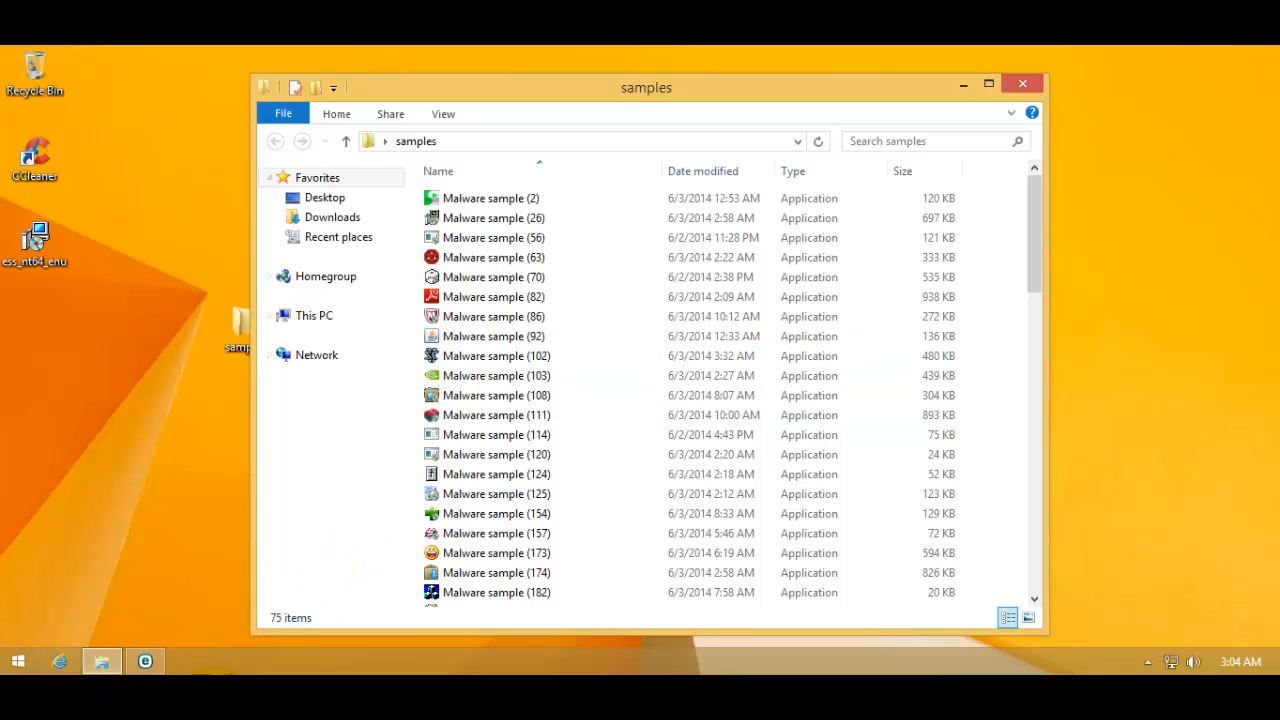 Recycle Bin
CCleaner
ess_nt64_enu
samp
samples
File Home Share View
samples
Search samples
Favorites
Desktop
Downloads
Recent places
Homegroup
This PC
Network
Name Date modified Type Size
Malware sample (2) 6/3/2014 12:53 AM Application 120 KB
Malware sample (26) 6/3/2014 2:58 AM Application 697 KB
Malware sample (56) 6/2/2014 11:28 PM Application 121 KB
Malware sample (63) 6/3/2014 2:22 AM Application 333 KB
Malware sample (70) 6/2/2014 2:38 PM Application 535 KB
Malware sample (82) 6/3/2014 2:09 AM Application 938 KB
Malware sample (86) 6/3/2014 10:12 AM Application 272 KB
Malware sample (92) 6/3/2014 12:33 AM Application 136 KB
Malware sample (102) 6/3/2014 3:32 AM Application 480 KB
Malware sample (103) 6/3/2014 2:27 AM Application 439 KB
Malware sample (108) 6/3/2014 8:07 AM Application 304 KB
Malware sample (111) 6/3/2014 10:00 AM Application 893 KB
Malware sample (114) 6/2/2014 4:43 PM Application 75 KB
Malware sample (120) 6/3/2014 2:20 AM Application 24 KB
Malware sample (124) 6/3/2014 2:18 AM Application 52 KB
Malware sample (125) 6/3/2014 2:12 AM Application 123 KB
Malware sample (154) 6/3/2014 8:33 AM Application 129 KB
Malware sample (157) 6/3/2014 5:46 AM Application 72 KB
Malware sample (173) 6/3/2014 6:19 AM Application 594 KB
Malware sample (174) 6/3/2014 2:58 AM Application 826 KB
Malware sample (182) 6/3/2014 7:58 AM Application 20 KB
75 items
3:04 AM